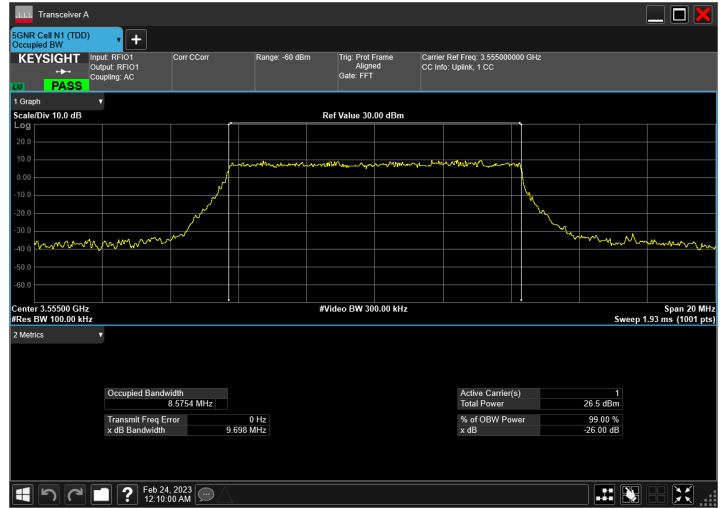 Transceiver A
5GNR Cell N1 (TDD)
Occupied BW
KEYSIGHT
PASS
LXI
Input: RFIO1
Output: RFIO1
Coupling: AC
Corr CCorr
Range: -60 dBm
Trig: Prot Frame
Aligned
Gate: FFT
Carrier Ref Freq: 3.555000000 GHz
CC Info: Uplink, 1 CC
1 Graph
Scale/Div 10.0 dB
Ref Value 30.00 dBm
Log
20.0
10.0
0.00
-10.0
-20.0
-30.0
-40.0
-50.0
-60.0
Center 3.55500 GHz
#Video BW 300.00 kHz
Span 20 MHz
#Res BW 100.00 kHz
Sweep 1.93 ms (1001 pts)
2 Metrics
Occupied Bandwidth
8.5754 MHz
Transmit Freq Error 0 Hz
x dB Bandwidth 9.698 MHz
Active Carrier(s) 1
Total Power 26.5 dBm
% of OBW Power 99.00 %
x dB -26.00 dB
?
Feb 24, 2023
12:10:00 AM